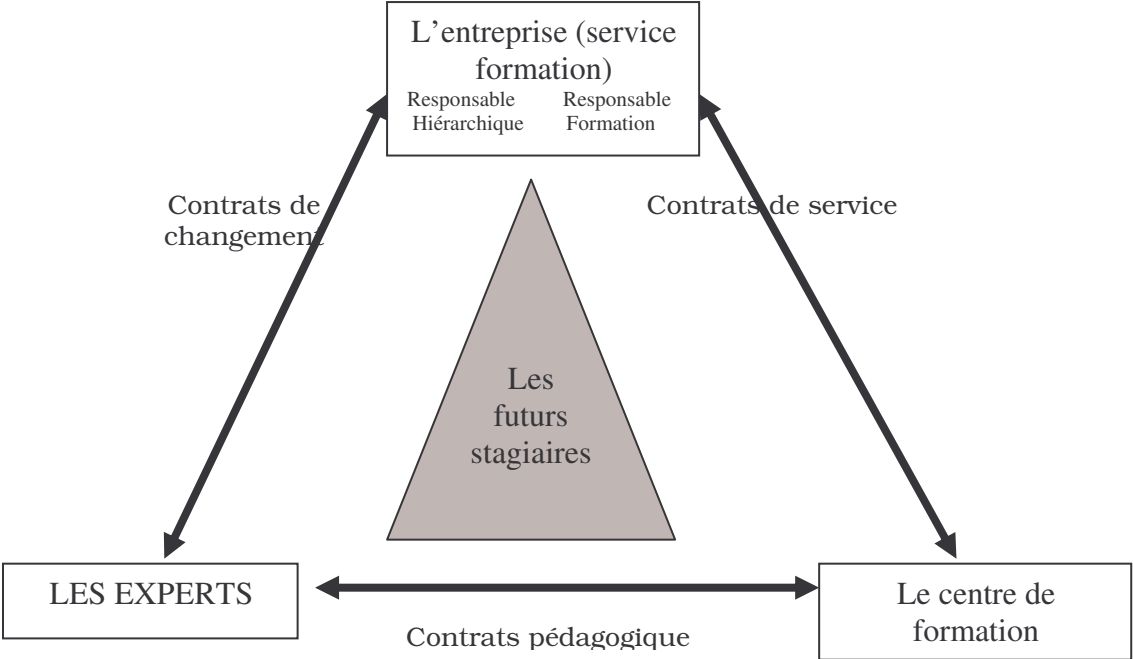 L’entreprise (service
formation)
Responsable Responsable
Hiérarchique Formation
Contrats de
changement
Contrats de service
Les
futurs
stagiaires
LES EXPERTS
Le centre de
formation
Contrats pédagogique